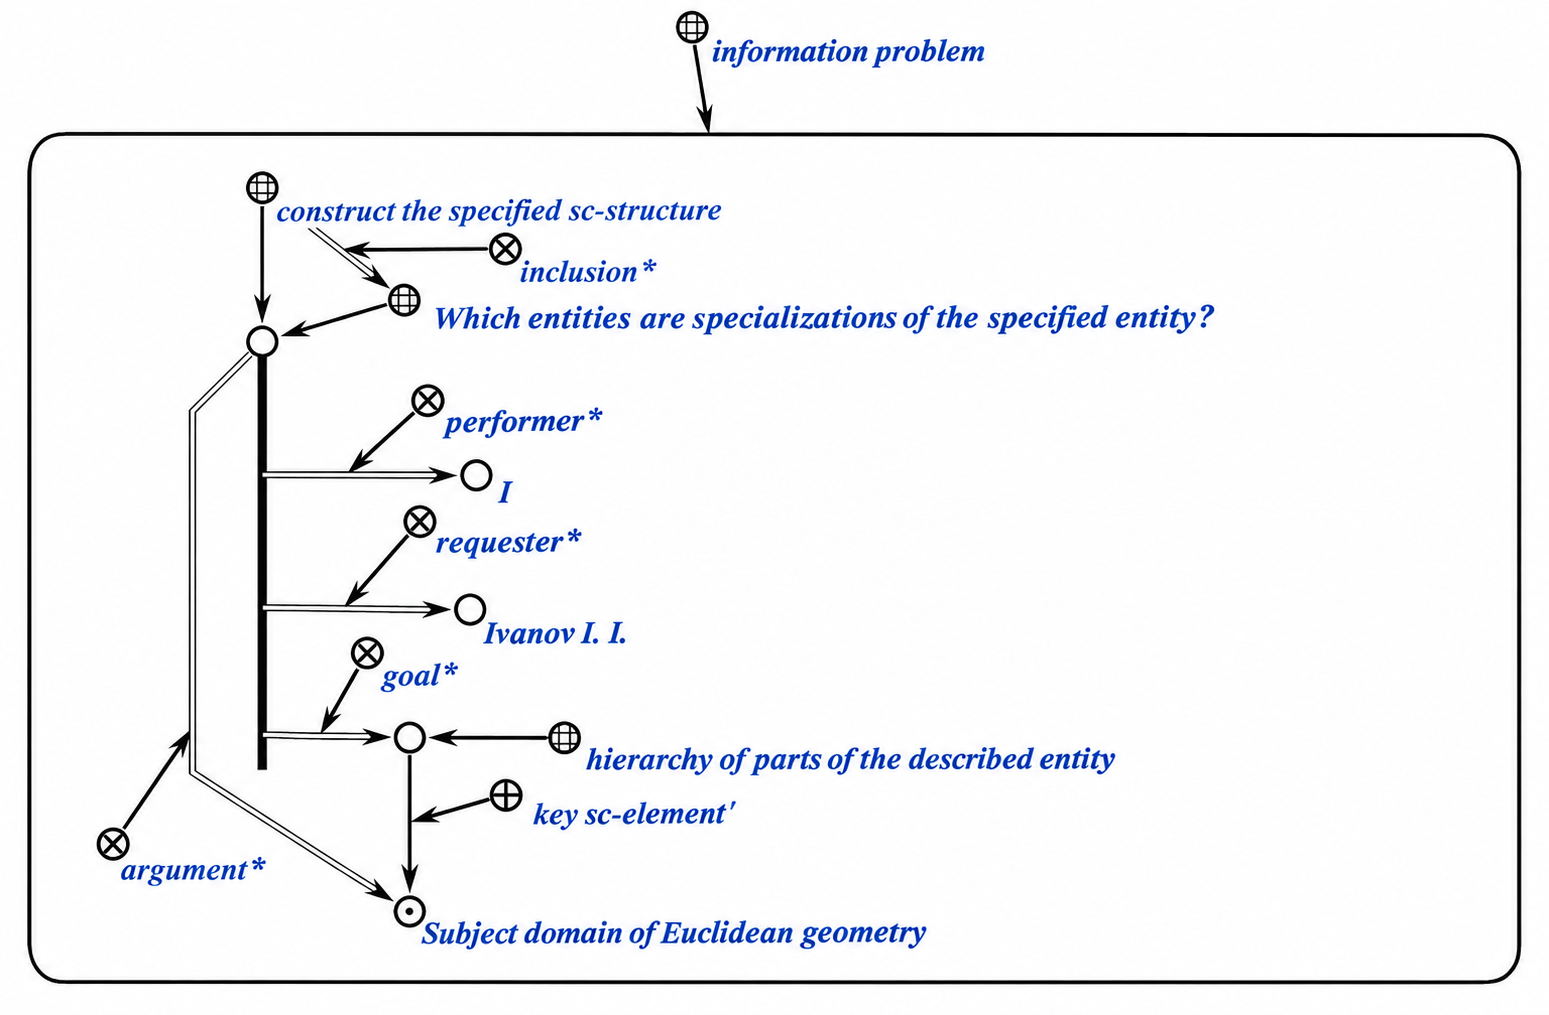 information problem
construct the specified sc-structure
inclusion*
Which entities are specializations of the specified entity?
performer*
I
requester*
Ivanov I. I.
goal*
hierarchy of parts of the described entity
key sc-element′
argument*
Subject domain of Euclidean geometry